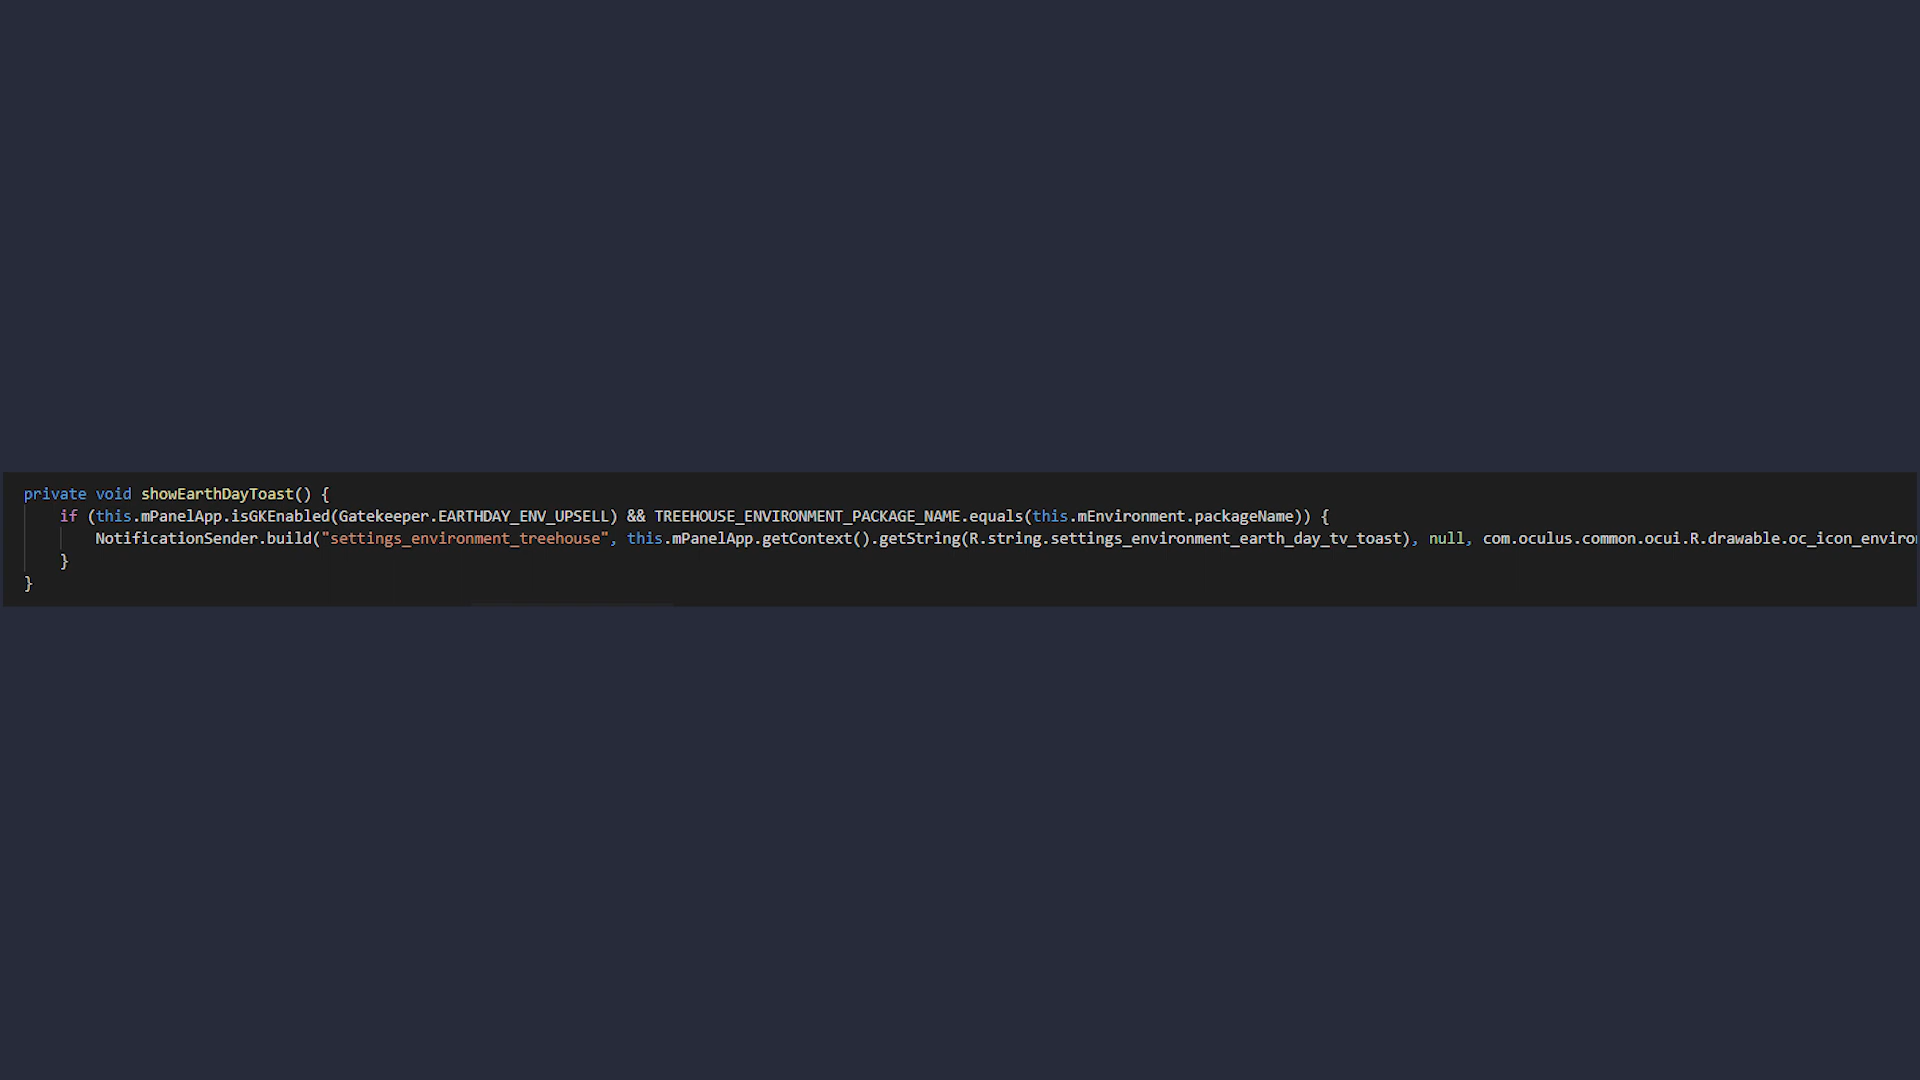 private void showEarthDayToast() {
if (this.mPanelApp.isGKEnabled(Gatekeeper.EARTHDAY_ENV_UPSELL) && TREEHOUSE_ENVIRONMENT_PACKAGE_NAME.equals(this.mEnvironment.packageName)) {
NotificationSender.build("settings_environment_treehouse", this.mPanelApp.getContext().getString(R.string.settings_environment_earth_day_tv_toast), null, com.oculus.common.ocui.R.drawable.oc_icon_enviro
}
}